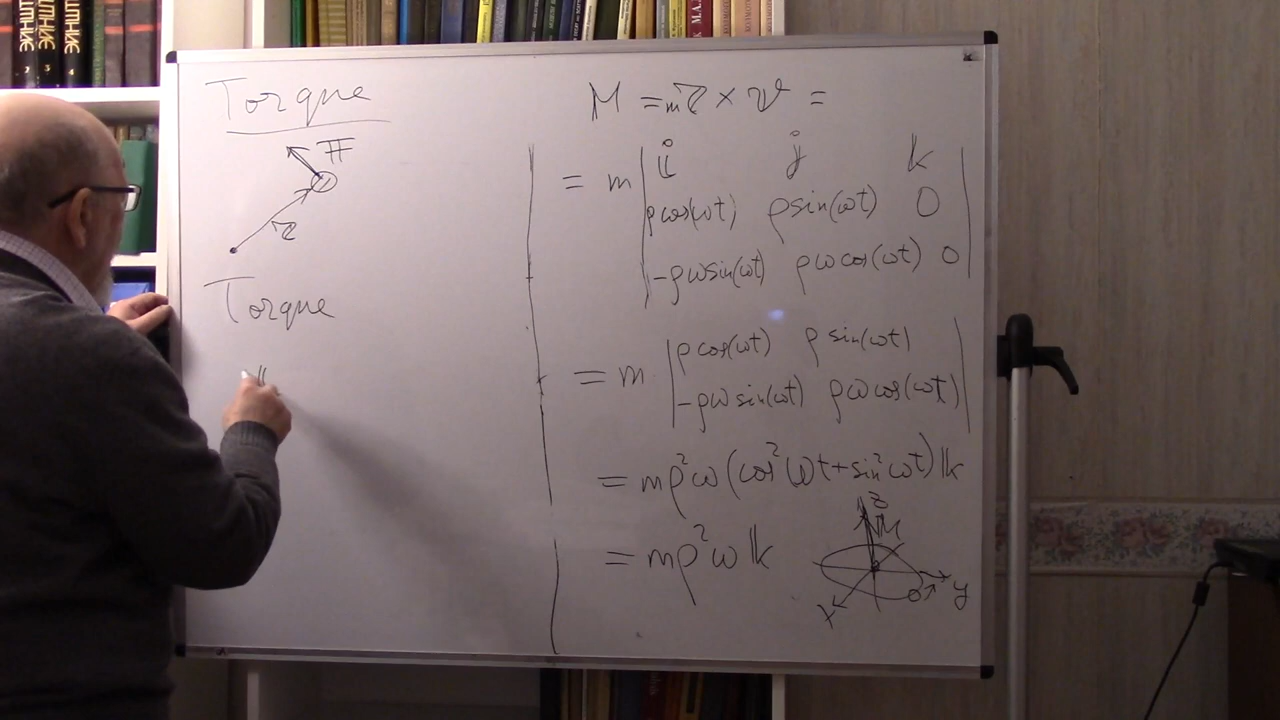 Torque
F
r
Torque
M = m r × v =
= m | i j k |
| ρcos(ωt) ρsin(ωt) 0 |
| -ρωsin(ωt) ρωcos(ωt) 0 |
= m | ρcos(ωt) ρsin(ωt) |
| -ρωsin(ωt) ρωcos(ωt) |
= mρ²ω(cos²ωt+sin²ωt)k
= mρ²ωk
z
M
y
x